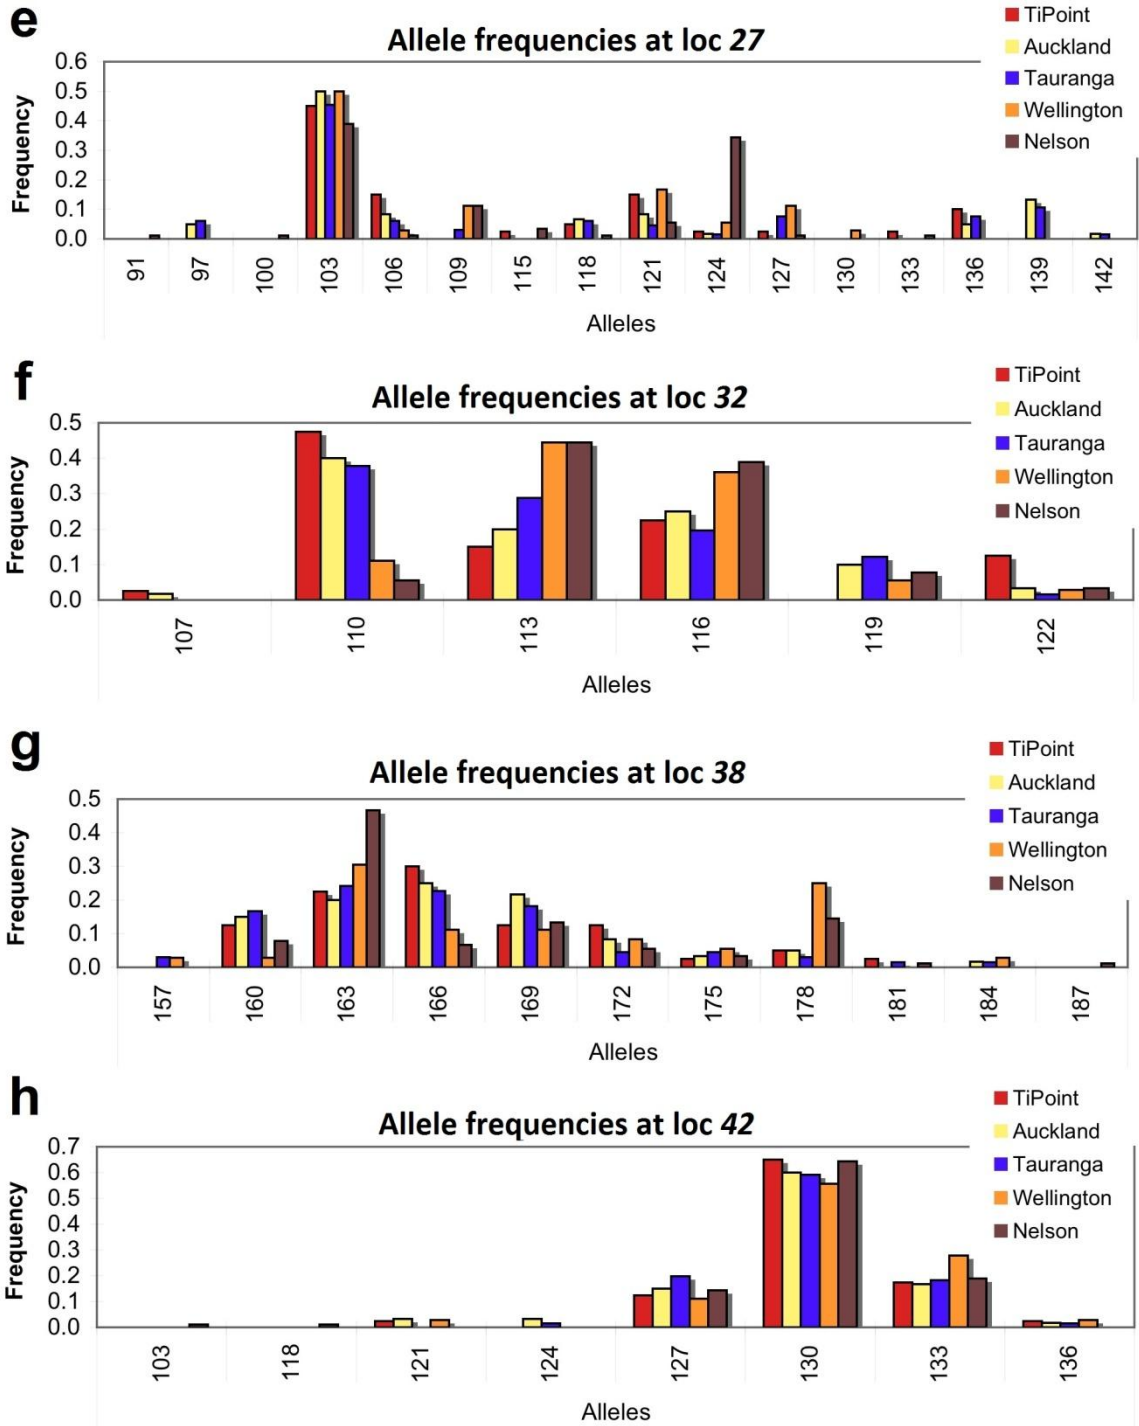 e
Allele frequencies at loc 27
TiPoint
Auckland
Tauranga
Wellington
Nelson
Frequency
0.6
0.5
0.4
0.3
0.2
0.1
0.0
91 97 100 103 106 109 115 118 121 124 127 130 133 136 139 142
Alleles
f
Allele frequencies at loc 32
TiPoint
Auckland
Tauranga
Wellington
Nelson
Frequency
0.5
0.4
0.3
0.2
0.1
0.0
107 110 113 116 119 122
Alleles
g
Allele frequencies at loc 38
TiPoint
Auckland
Tauranga
Wellington
Nelson
Frequency
0.5
0.4
0.3
0.2
0.1
0.0
157 160 163 166 169 172 175 178 181 184 187
Alleles
h
Allele frequencies at loc 42
TiPoint
Auckland
Tauranga
Wellington
Nelson
Frequency
0.7
0.6
0.5
0.4
0.3
0.2
0.1
0.0
103 118 121 124 127 130 133 136
Alleles